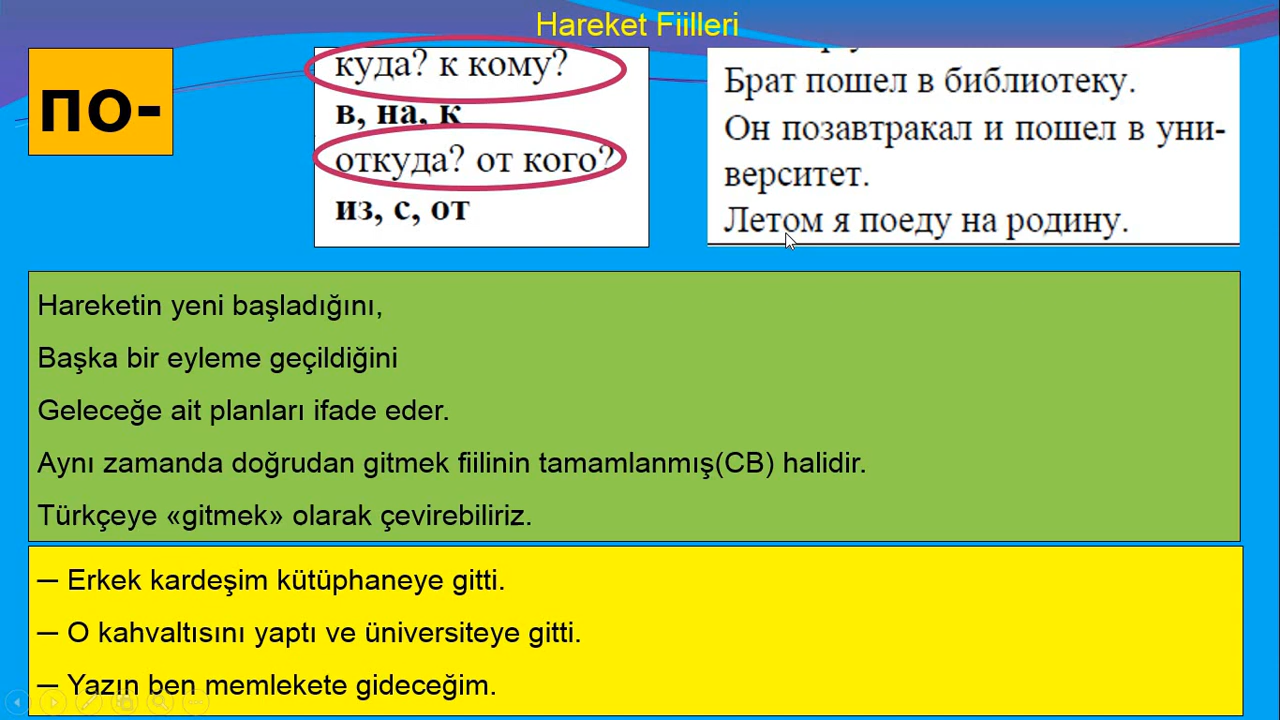 Hareket Fiilleri
по-
куда? к кому?
в, на, к
откуда? от кого?
из, с, от
Брат пошел в библиотеку.
Он позавтракал и пошел в уни-
верситет.
Летом я поеду на родину.
Hareketin yeni başladığını,
Başka bir eyleme geçildiğini
Geleceğe ait planları ifade eder.
Aynı zamanda doğrudan gitmek fiilinin tamamlanmış(СВ) halidir.
Türkçeye «gitmek» olarak çevirebiliriz.
─ Erkek kardeşim kütüphaneye gitti.
─ O kahvaltısını yaptı ve üniversiteye gitti.
─ Yazın ben memlekete gideceğim.